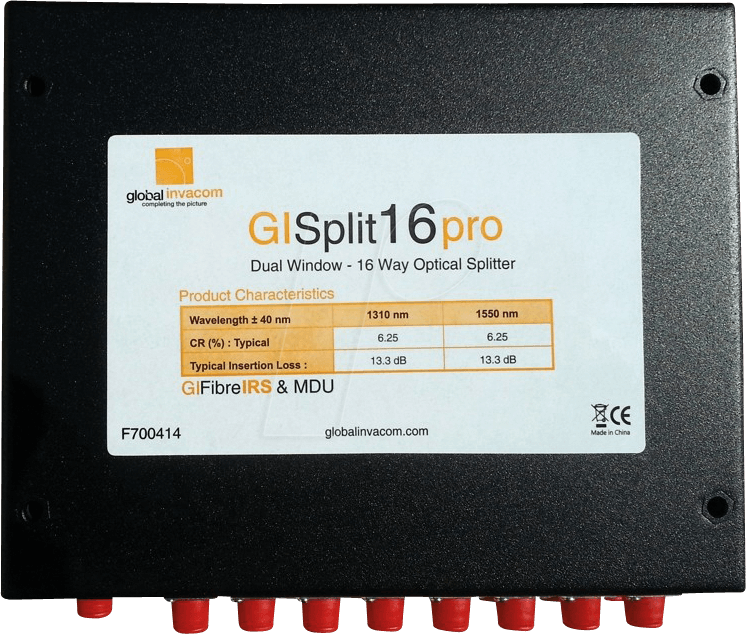 global invacom
completing the picture
GISplit16pro
Dual Window - 16 Way Optical Splitter
Product Characteristics
Wavelength ± 40 nm 1310 nm 1550 nm
CR (%) : Typical 6.25 6.25
Typical Insertion Loss : 13.3 dB 13.3 dB
GIFibreIRS & MDU
CE
Made in China
F700414 globalinvacom.com